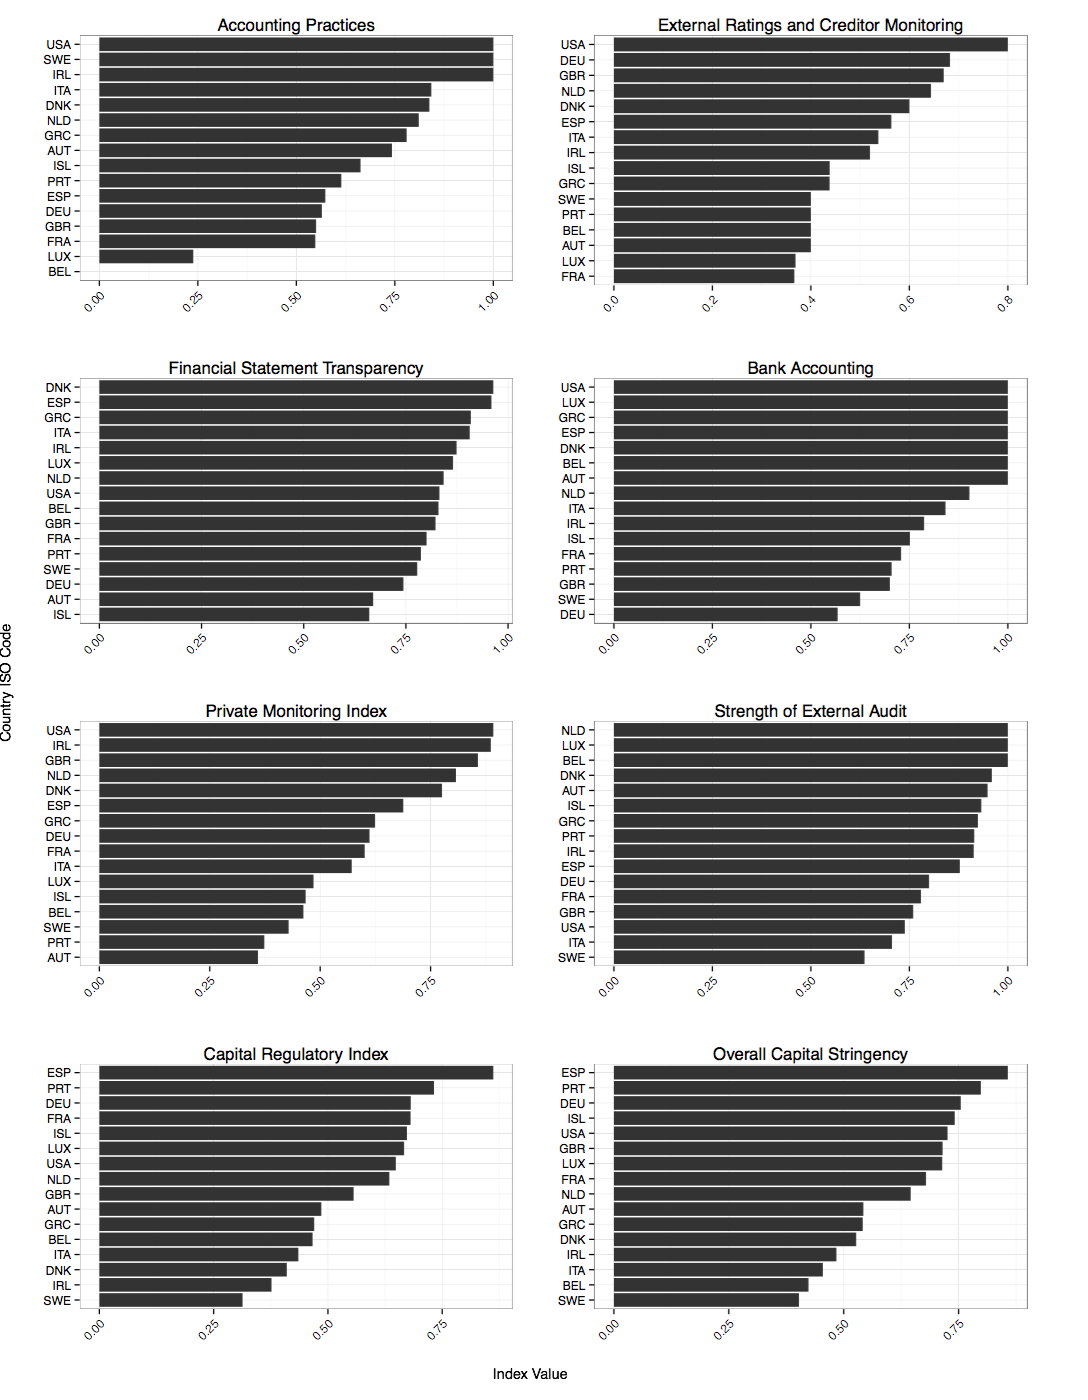 Accounting Practices
USA
SWE
IRL
ITA
DNK
NLD
GRC
AUT
ISL
PRT
ESP
DEU
GBR
FRA
LUX
BEL
0.00 0.25 0.50 0.75 1.00
External Ratings and Creditor Monitoring
USA
DEU
GBR
NLD
DNK
ESP
ITA
IRL
ISL
GRC
SWE
PRT
BEL
AUT
LUX
FRA
0.0 0.2 0.4 0.6 0.8
Financial Statement Transparency
DNK
ESP
GRC
ITA
IRL
LUX
NLD
USA
BEL
GBR
FRA
PRT
SWE
DEU
AUT
ISL
0.00 0.25 0.50 0.75 1.00
Bank Accounting
USA
LUX
GRC
ESP
DNK
BEL
AUT
NLD
ITA
IRL
ISL
FRA
PRT
GBR
SWE
DEU
0.00 0.25 0.50 0.75 1.00
Country ISO Code
Private Monitoring Index
USA
IRL
GBR
NLD
DNK
ESP
GRC
DEU
FRA
ITA
LUX
ISL
BEL
SWE
PRT
AUT
0.00 0.25 0.50 0.75
Strength of External Audit
NLD
LUX
BEL
DNK
AUT
ISL
GRC
PRT
IRL
ESP
DEU
FRA
GBR
USA
ITA
SWE
0.00 0.25 0.50 0.75 1.00
Capital Regulatory Index
ESP
PRT
DEU
FRA
ISL
LUX
USA
NLD
GBR
AUT
GRC
BEL
ITA
DNK
IRL
SWE
0.00 0.25 0.50 0.75
Overall Capital Stringency
ESP
PRT
DEU
ISL
USA
GBR
LUX
FRA
NLD
AUT
GRC
DNK
IRL
ITA
BEL
SWE
0.00 0.25 0.50 0.75
Index Value